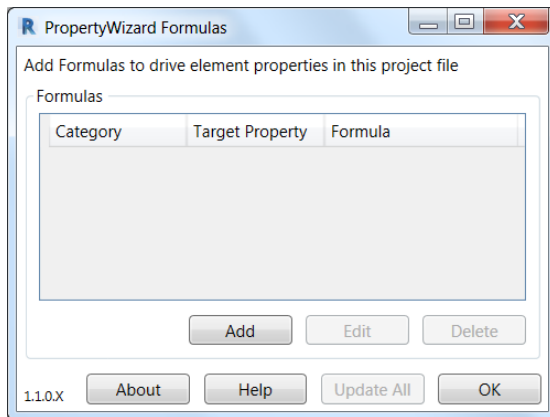 R PropertyWizard Formulas
Add Formulas to drive element properties in this project file
Formulas
Category Target Property Formula
Add Edit Delete
1.1.0.X About Help Update All OK